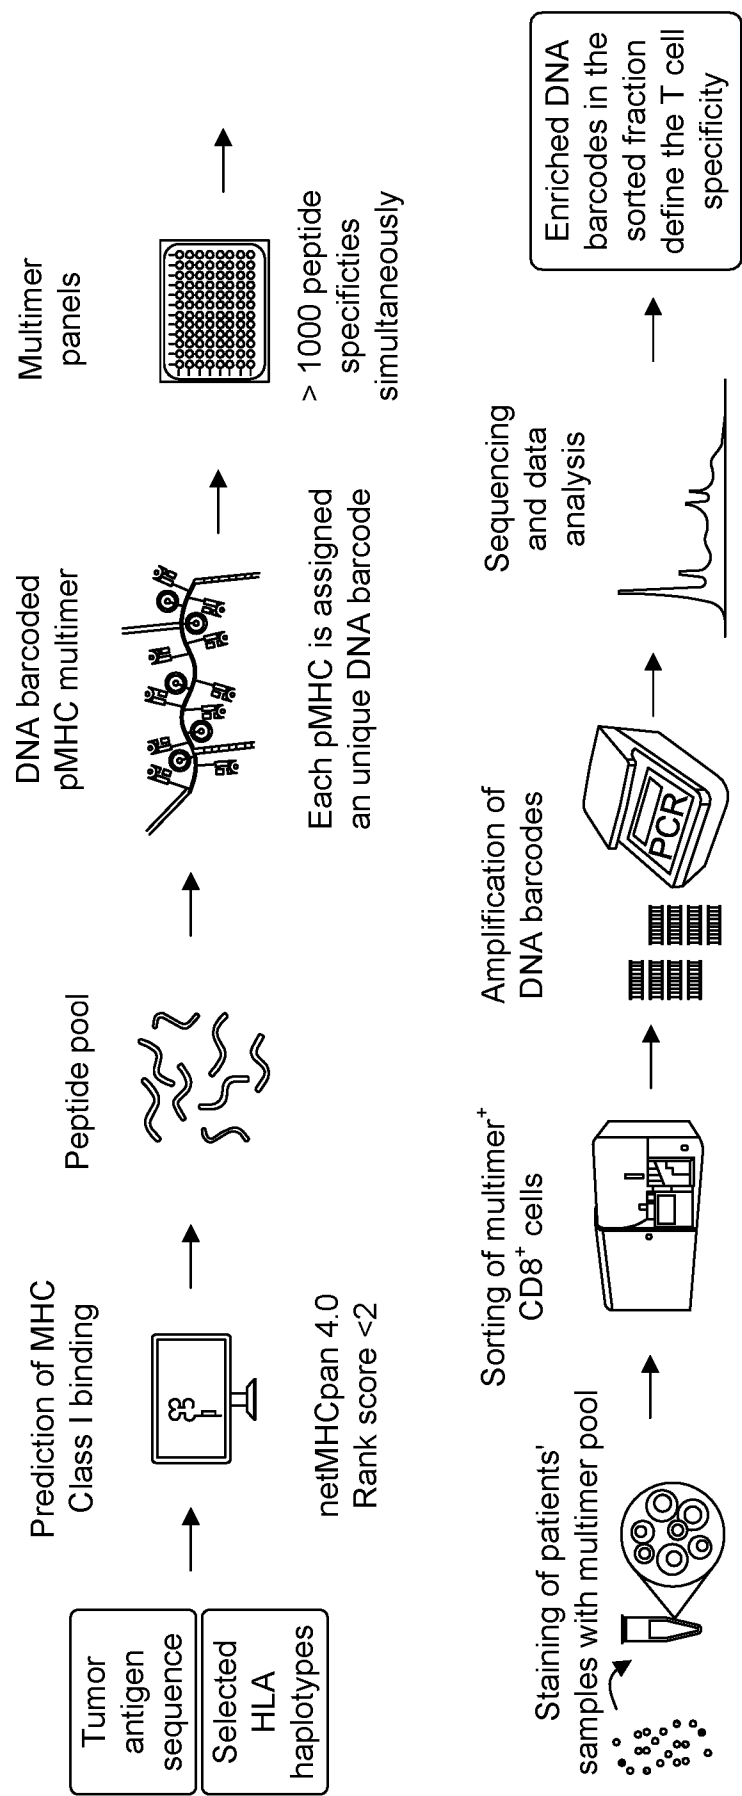 Tumor
antigen
sequence
Selected
HLA
haplotypes
Prediction of MHC
Class I binding
netMHCpan 4.0
Rank score <2
Peptide pool
DNA barcoded
pMHC multimer
Each pMHC is assigned
an unique DNA barcode
Multimer
panels
> 1000 peptide
specificties
simultaneously
Staining of patients'
samples with multimer pool
Sorting of multimer⁺
CD8⁺ cells
Amplification of
DNA barcodes
PCR
Sequencing
and data
analysis
Enriched DNA
barcodes in the
sorted fraction
define the T cell
specificity